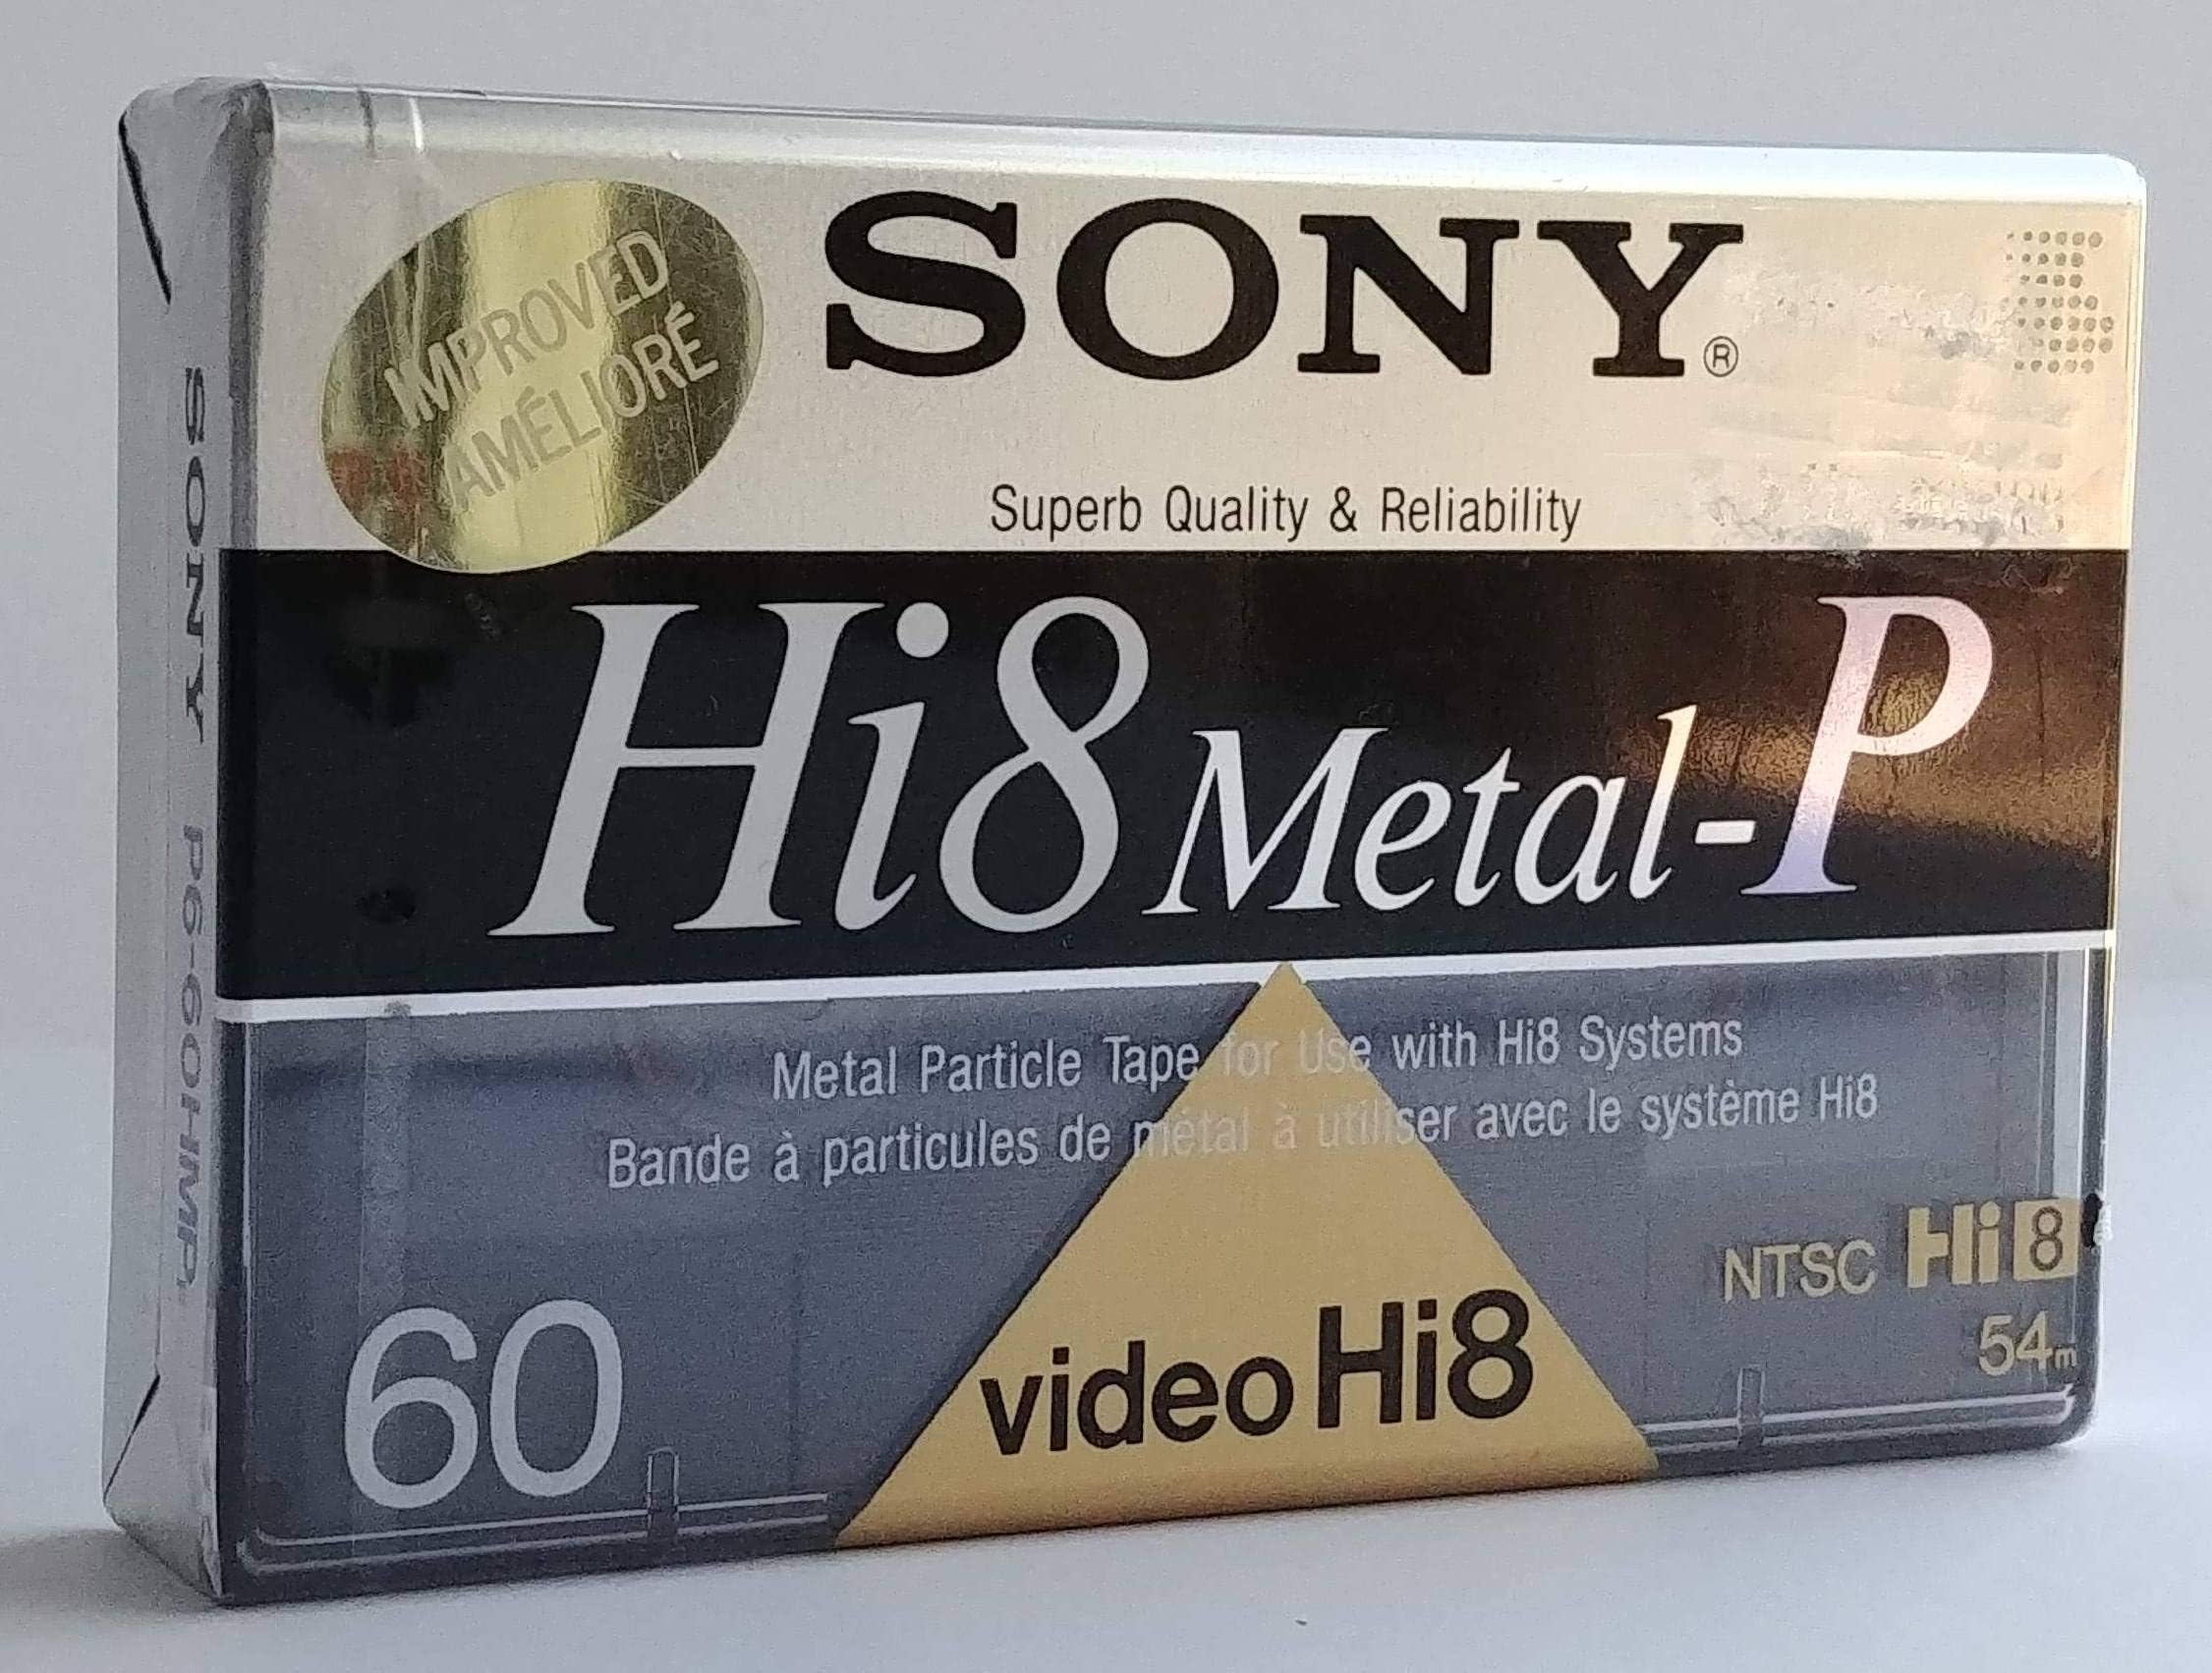 IMPROVED
AMÉLIORÉ
SONY®
Superb Quality & Reliability
Hi8 Metal-P
Metal Particle Tape for Use with Hi8 Systems
Bande à particules de métal à utiliser avec le système Hi8
NTSC Hi8
54m
60
video Hi8
SONY P6-60HMP